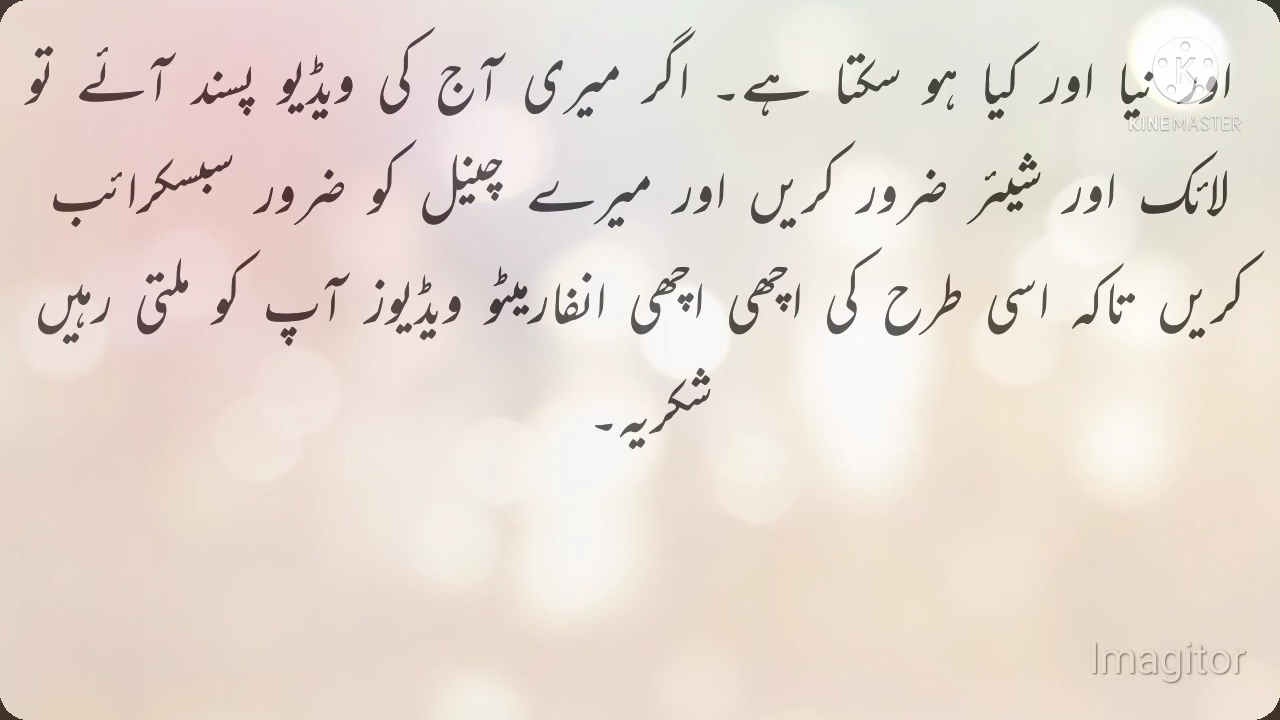 اور نیا اور کیا ہو سکتا ہے۔ اگر میری آج کی ویڈیو پسند آئے تو
لائک اور شیئر ضرور کریں اور میرے چینل کو ضرور سبسکرائب
کریں تاکہ اسی طرح کی اچھی اچھی انفارمیٹو ویڈیوز آپ کو ملتی رہیں
شکریہ۔
K
KINEMASTER
Imagitor